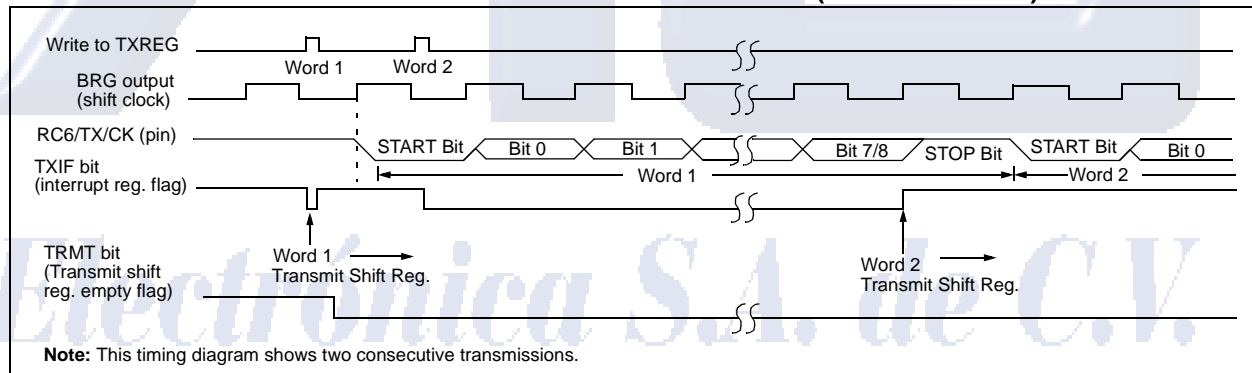 Write to TXREG
Word 1
Word 2
BRG output
(shift clock)
RC6/TX/CK (pin)
START Bit
Bit 0
Bit 1
Bit 7/8
STOP Bit
START Bit
Bit 0
TXIF bit
(interrupt reg. flag)
Word 1
Word 2
TRMT bit
(Transmit shift
reg. empty flag)
Word 1
Transmit Shift Reg.
Word 2
Transmit Shift Reg.
Electrónica S.A. de C.V.
Note: This timing diagram shows two consecutive transmissions.